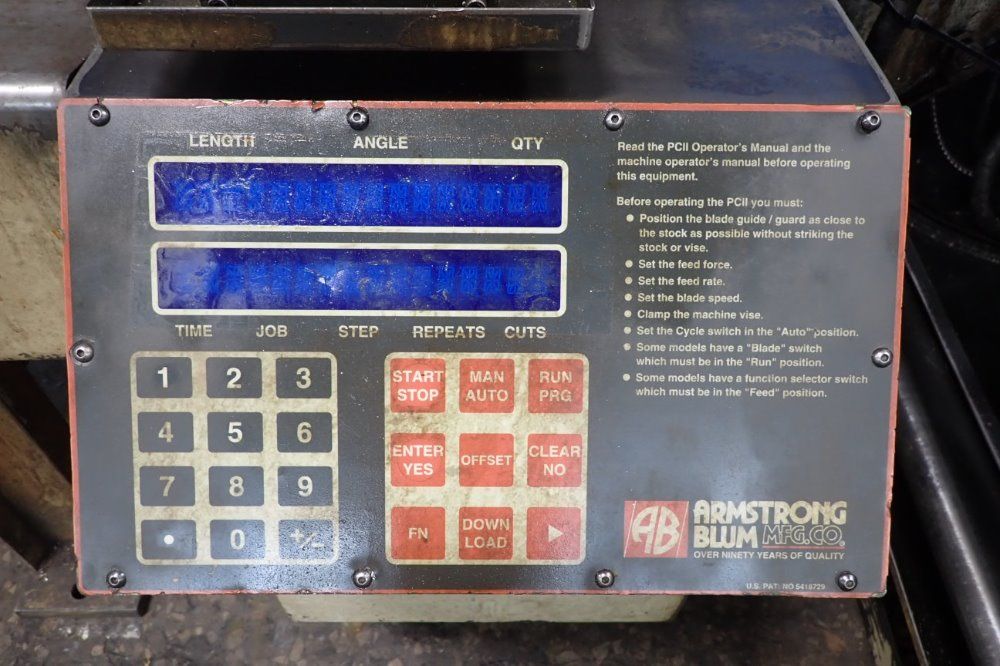 LENGTH ANGLE QTY
TIME JOB STEP REPEATS CUTS
1 2 3
4 5 6
7 8 9
. 0 +/-
START STOP
MAN AUTO
RUN PRG
ENTER YES
OFFSET
CLEAR NO
FN
DOWN LOAD
Read the PCII Operator's Manual and the
machine operator's manual before operating
this equipment.
Before operating the PCII you must:
● Position the blade guide / guard as close to
the stock as possible without striking the
stock or vise.
● Set the feed force.
● Set the feed rate.
● Set the blade speed.
● Clamp the machine vise.
● Set the Cycle switch in the "Auto" position.
● Some models have a "Blade" switch
which must be in the "Run" position.
● Some models have a function selector switch
which must be in the "Feed" position.
AB
ARMSTRONG
BLUM MFG.CO.
OVER NINETY YEARS OF QUALITY
U.S. PAT. NO 5418729